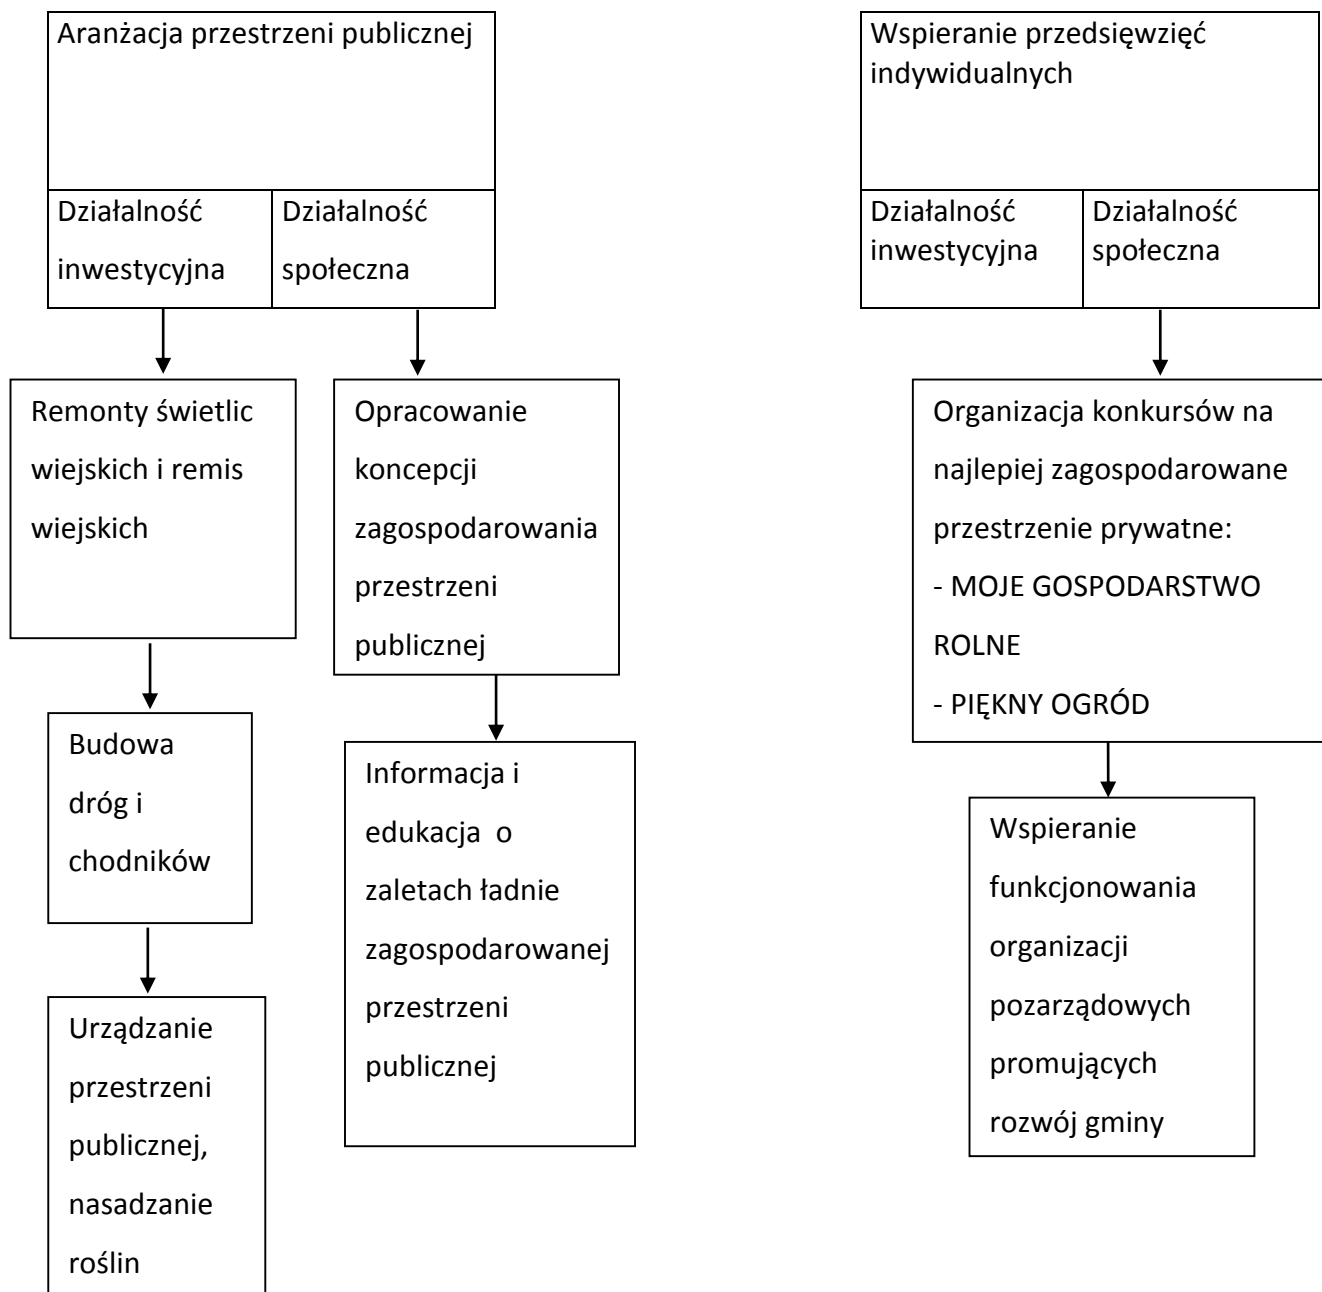 Aranżacja przestrzeni publicznej
Działalność
inwestycyjna
Działalność
społeczna
Remonty świetlic
wiejskich i remis
wiejskich
Budowa
dróg i
chodników
Urządzanie
przestrzeni
publicznej,
nasadzanie
roślin
Opracowanie
koncepcji
zagospodarowania
przestrzeni
publicznej
Informacja i
edukacja o
zaletach ładnie
zagospodarowanej
przestrzeni
publicznej
Wspieranie przedsięwzięć
indywidualnych
Działalność
inwestycyjna
Działalność
społeczna
Organizacja konkursów na
najlepiej zagospodarowane
przestrzenie prywatne:
- MOJE GOSPODARSTWO
ROLNE
- PIĘKNY OGRÓD
Wspieranie
funkcjonowania
organizacji
pozarządowych
promujących
rozwój gminy